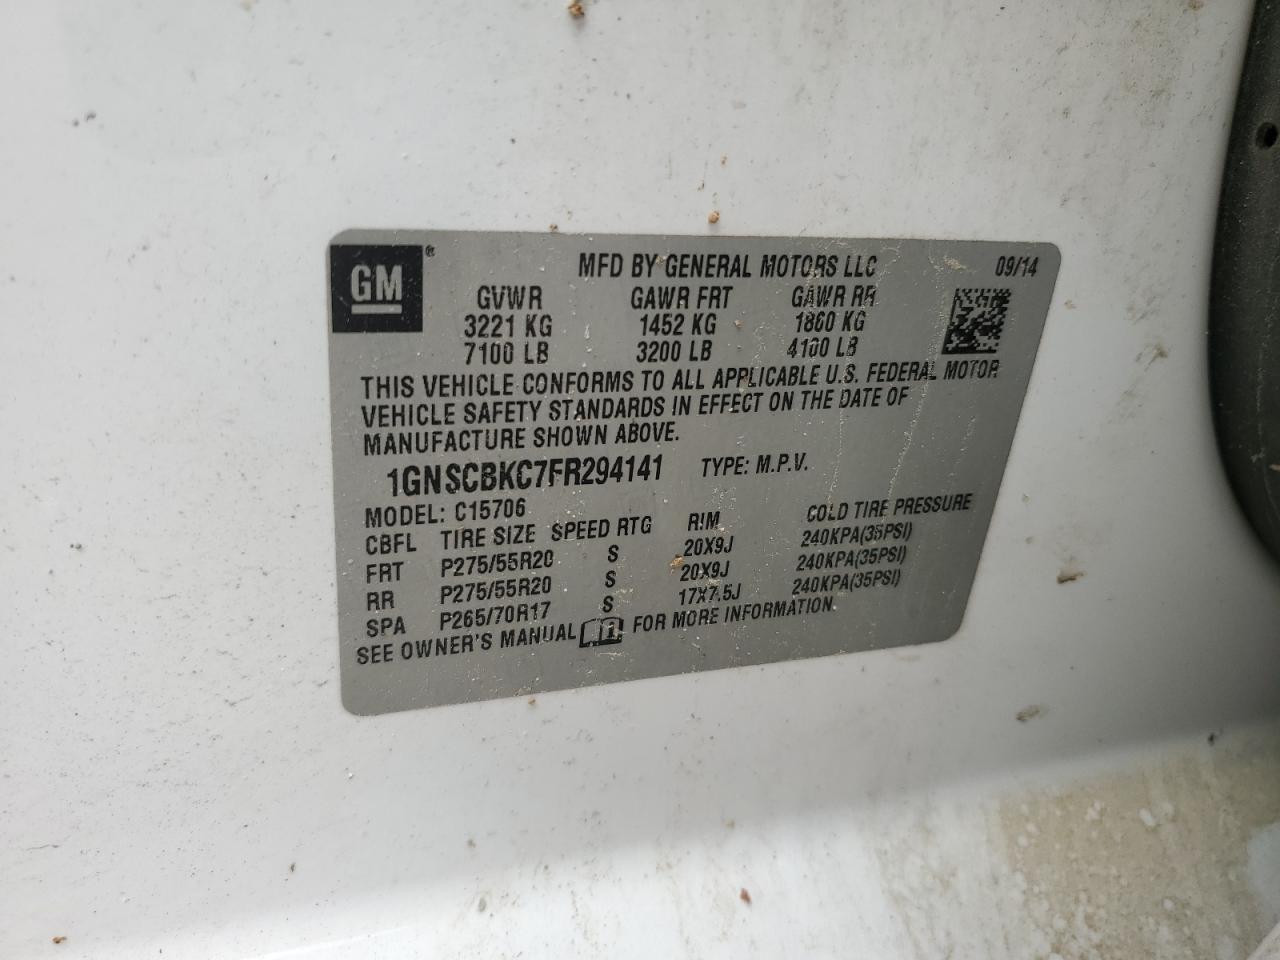 GM®
MFD BY GENERAL MOTORS LLC 09/14
GVWR GAWR FRT GAWR RR
3221 KG 1452 KG 1860 KG
7100 LB 3200 LB 4100 LB
THIS VEHICLE CONFORMS TO ALL APPLICABLE U.S. FEDERAL MOTOR
VEHICLE SAFETY STANDARDS IN EFFECT ON THE DATE OF
MANUFACTURE SHOWN ABOVE.
1GNSCBKC7FR294141 TYPE: M.P.V.
MODEL: C15706
CBFL TIRE SIZE SPEED RTG RIM COLD TIRE PRESSURE
FRT P275/55R20 S 20X9J 240KPA(35PSI)
RR P275/55R20 S 20X9J 240KPA(35PSI)
SPA P265/70R17 S 17X7.5J 240KPA(35PSI)
SEE OWNER'S MANUAL FOR MORE INFORMATION.